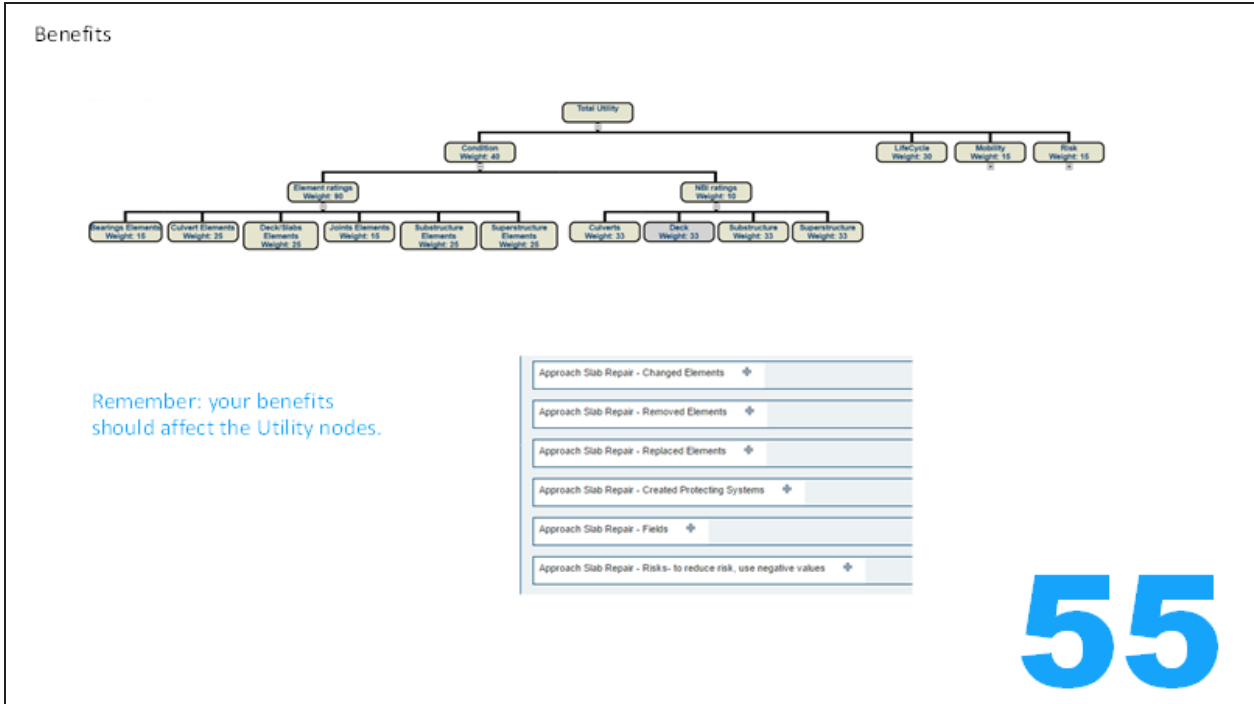 Benefits
Total Utility
Condition
Weight: 40
LifeCycle
Weight: 30
Mobility
Weight: 15
Risk
Weight: 15
Element ratings
Weight: 90
NBI ratings
Weight: 10
Bearings Elements
Weight: 15
Culvert Elements
Weight: 25
Deck/Slabs
Elements
Weight: 25
Joints Elements
Weight: 15
Substructure
Elements
Weight: 25
Superstructure
Elements
Weight: 25
Culverts
Weight: 33
Deck
Weight: 33
Substructure
Weight: 33
Superstructure
Weight: 33
Remember: your benefits
should affect the Utility nodes.
Approach Slab Repair - Changed Elements
Approach Slab Repair - Removed Elements
Approach Slab Repair - Replaced Elements
Approach Slab Repair - Created Protecting Systems
Approach Slab Repair - Fields
Approach Slab Repair - Risks- to reduce risk, use negative values
55